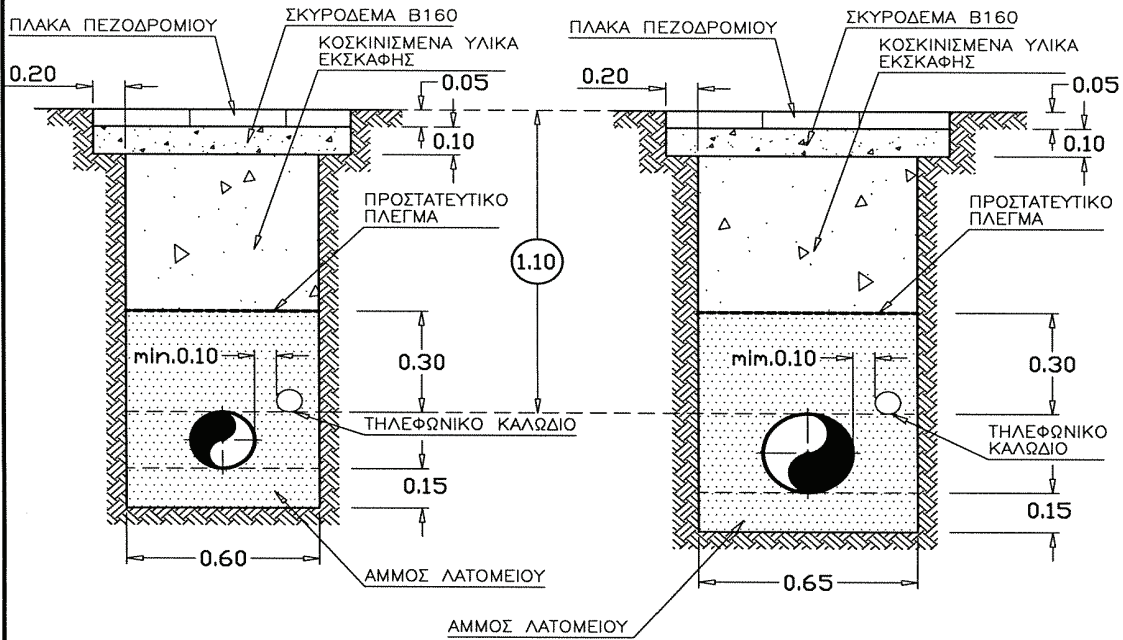 ΠΛΑΚΑ ΠΕΖΟΔΡΟΜΙΟΥ
ΣΚΥΡΟΔΕΜΑ Β160
ΚΟΣΚΙΝΙΣΜΕΝΑ ΥΛΙΚΑ
ΕΚΣΚΑΦΗΣ
0.20
0.05
0.10
ΠΡΟΣΤΑΤΕΥΤΙΚΟ
ΠΛΕΓΜΑ
1.10
min.0.10
0.30
ΤΗΛΕΦΩΝΙΚΟ ΚΑΛΩΔΙΟ
0.15
0.60
ΑΜΜΟΣ ΛΑΤΟΜΕΙΟΥ
ΠΛΑΚΑ ΠΕΖΟΔΡΟΜΙΟΥ
ΣΚΥΡΟΔΕΜΑ Β160
ΚΟΣΚΙΝΙΣΜΕΝΑ ΥΛΙΚΑ
ΕΚΣΚΑΦΗΣ
0.20
0.05
0.10
ΠΡΟΣΤΑΤΕΥΤΙΚΟ
ΠΛΕΓΜΑ
mim.0.10
0.30
ΤΗΛΕΦΩΝΙΚΟ
ΚΑΛΩΔΙΟ
0.15
0.65
ΑΜΜΟΣ ΛΑΤΟΜΕΙΟΥ